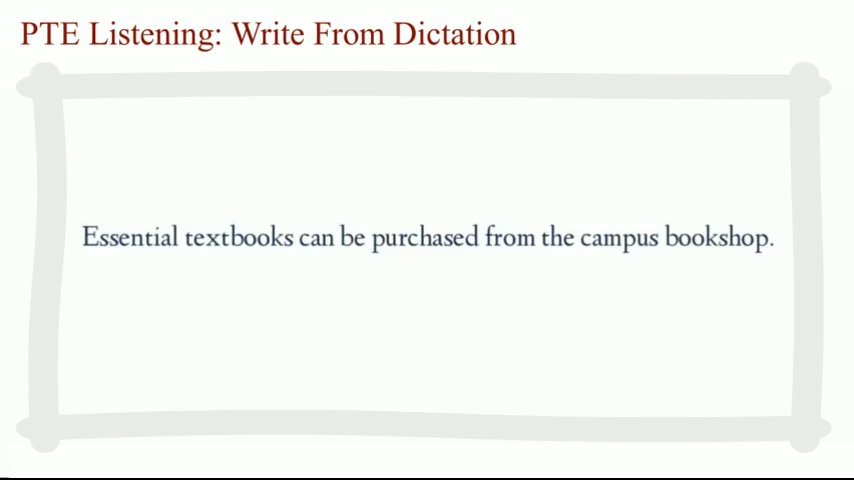 PTE Listening: Write From Dictation
Essential textbooks can be purchased from the campus bookshop.